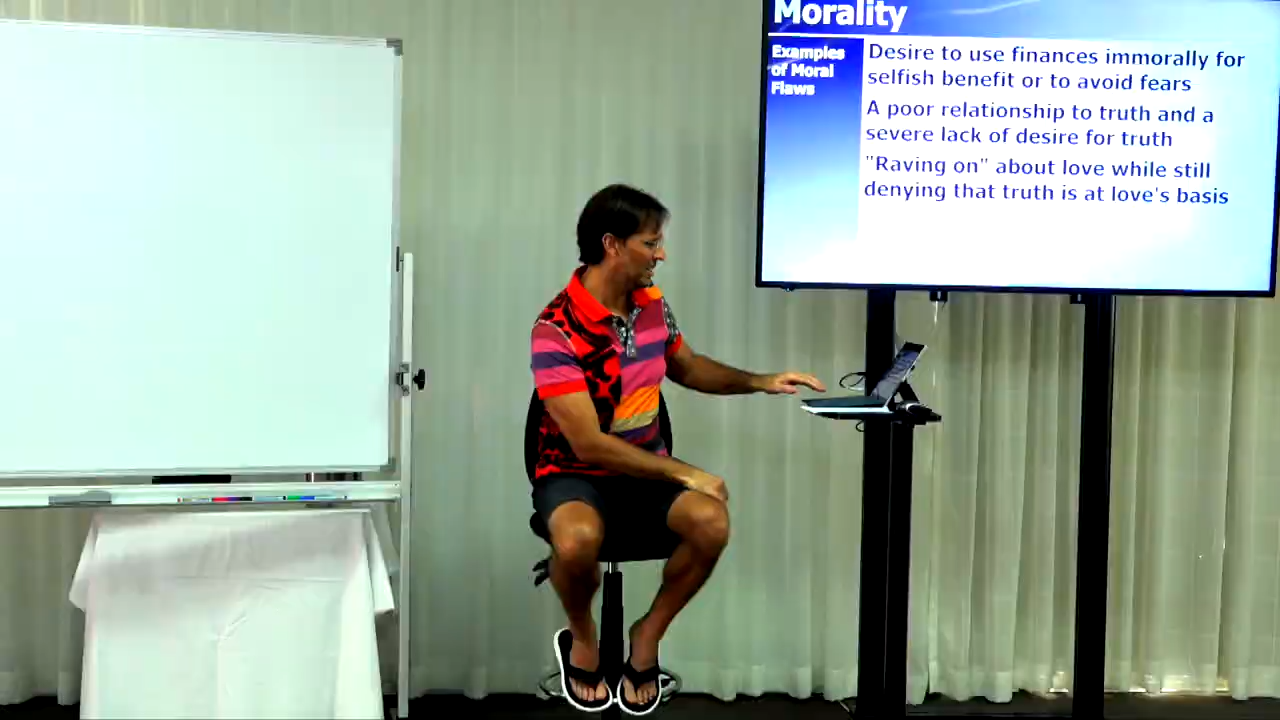 Morality
Examples
of Moral
Flaws
Desire to use finances immorally for
selfish benefit or to avoid fears
A poor relationship to truth and a
severe lack of desire for truth
"Raving on" about love while still
denying that truth is at love's basis